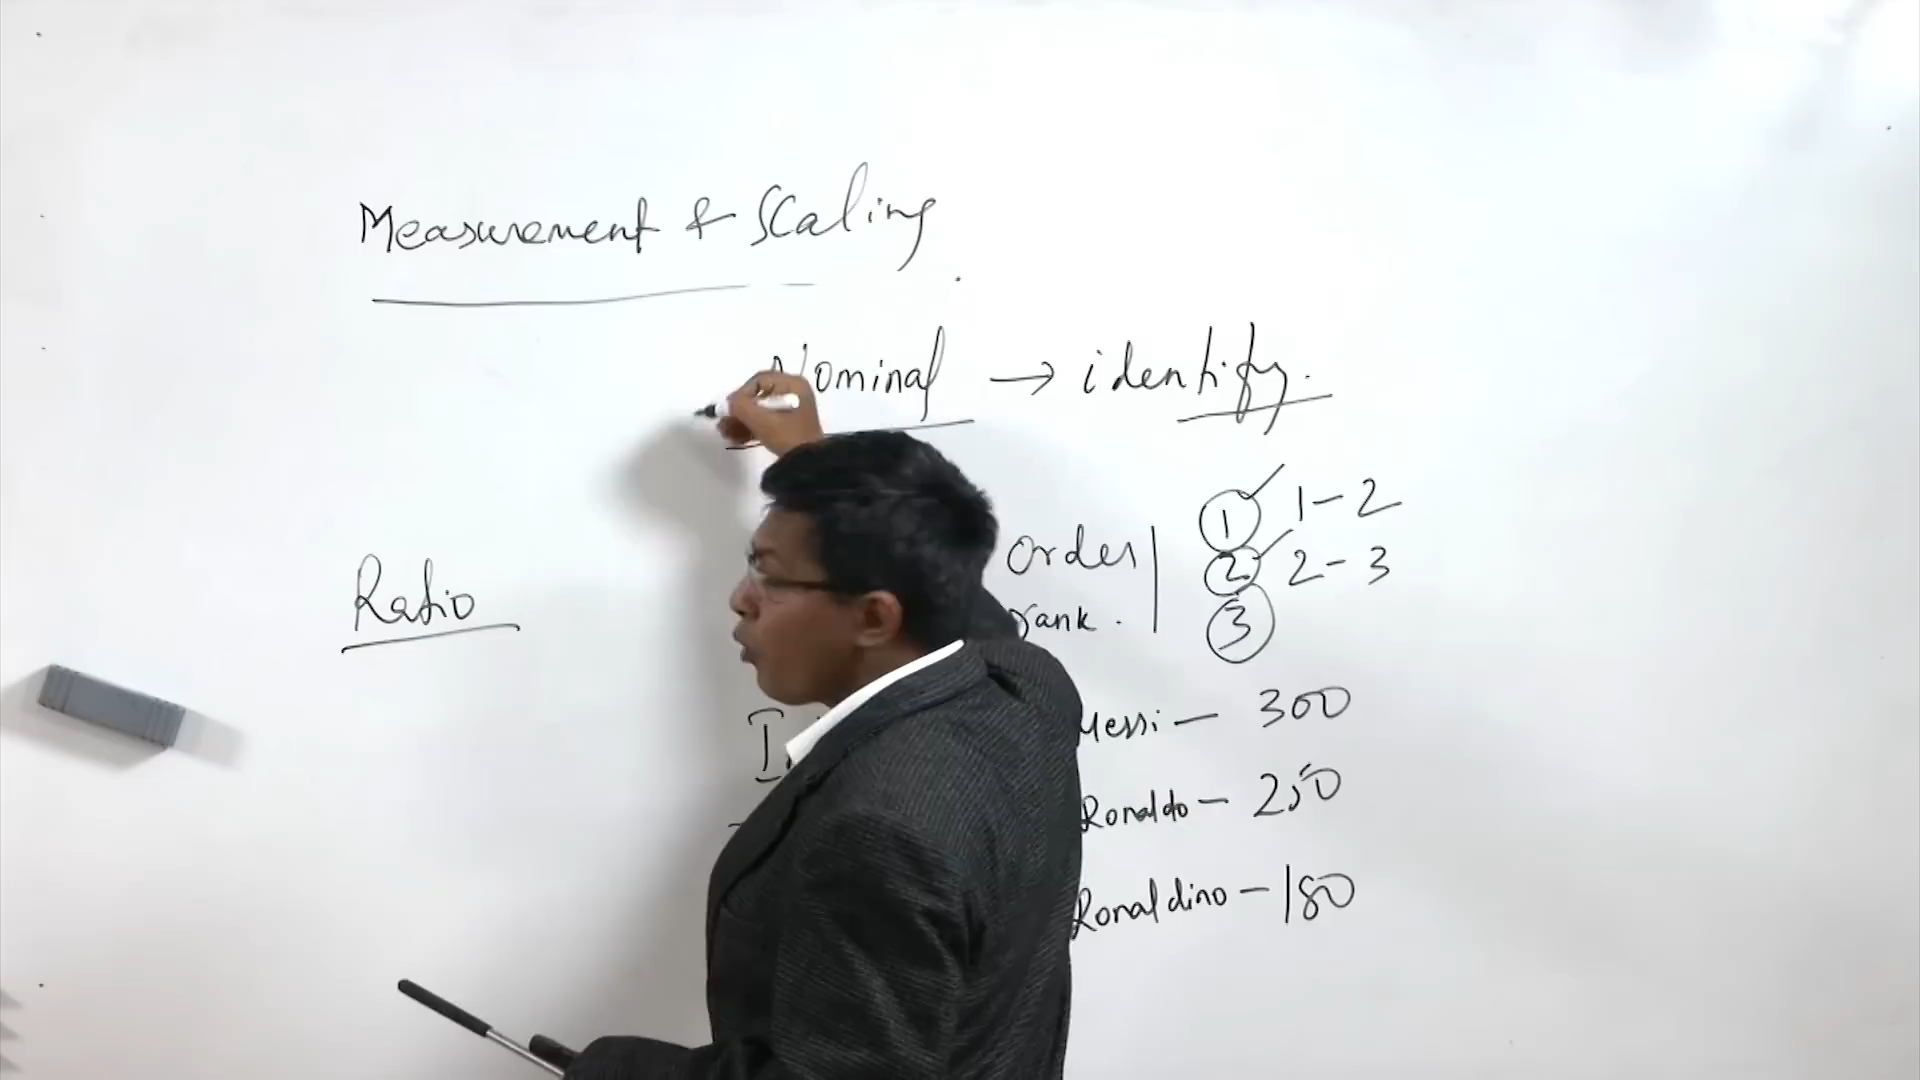 Measurement & Scaling
Nominal → identify.
order
rank.
1 1-2
2 2-3
3
Ratio
Messi - 300
Ronaldo - 250
Ronaldino - 180